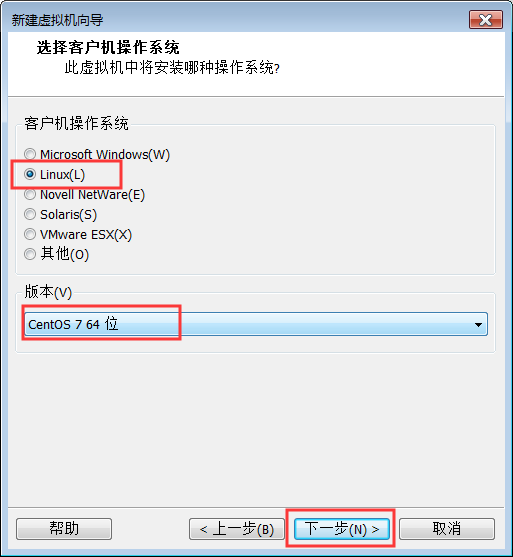 新建虚拟机向导
选择客户机操作系统
此虚拟机中将安装哪种操作系统?
客户机操作系统
Microsoft Windows(W)
Linux(L)
Novell NetWare(E)
Solaris(S)
VMware ESX(X)
其他(O)
版本(V)
CentOS 7 64 位
帮助
< 上一步(B)
下一步(N) >
取消